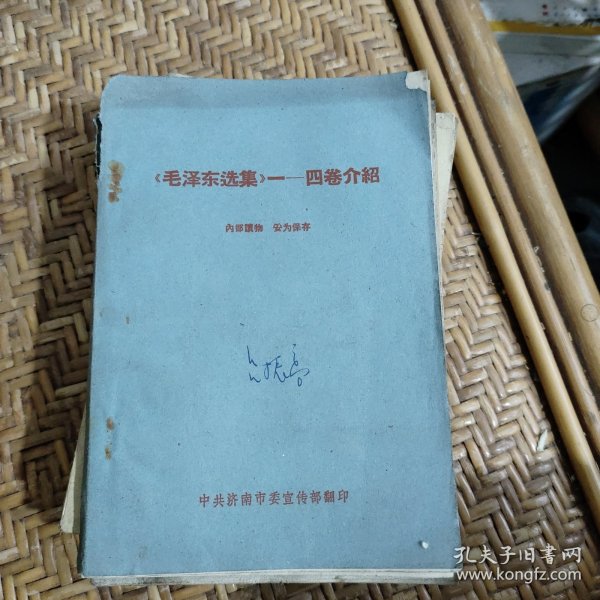 《毛泽东选集》一——四卷介紹
內部讀物 妥为保存
中共济南市委宣传部翻印
孔夫子旧书网
www.kongfz.com